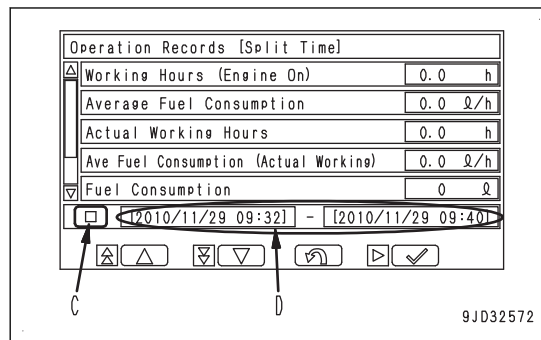 Operation Records [Split Time]
Working Hours (Engine On) 0.0 h
Average Fuel Consumption 0.0 ℓ/h
Actual Working Hours 0.0 h
Ave Fuel Consumption (Actual Working) 0.0 ℓ/h
Fuel Consumption 0 ℓ
[2010/11/29 09:32] - [2010/11/29 09:40]
C D
9JD32572